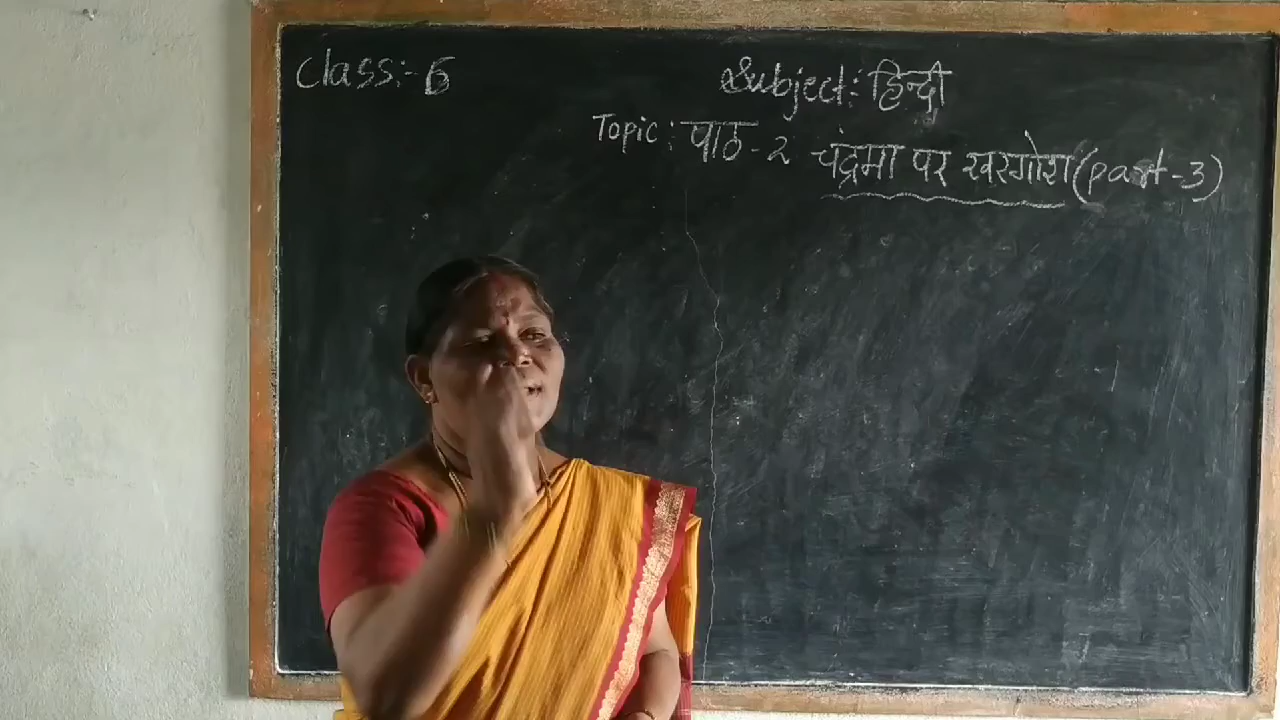 Class:- 6
Subject: हिन्दी
Topic: पाठ - 2 चंद्रमा पर खरगोश (part-3)